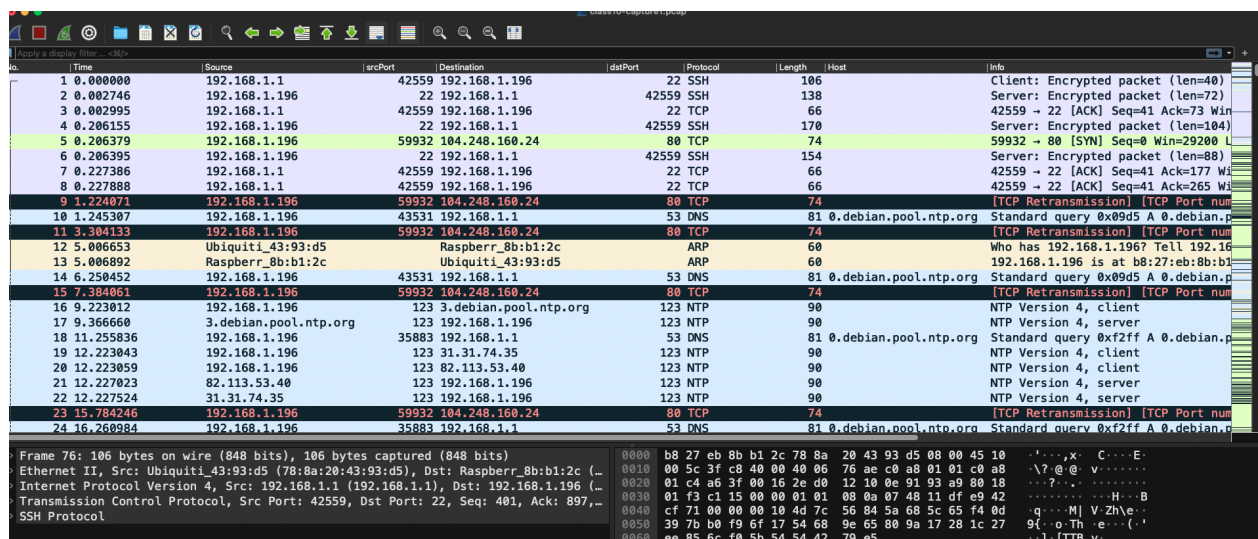 class10-capture1.pcap
Apply a display filter ... <⌘/>
No. Time Source srcPort Destination dstPort Protocol Length Host Info
1 0.000000 192.168.1.1 42559 192.168.1.196 22 SSH 106 Client: Encrypted packet (len=40)
2 0.002746 192.168.1.196 22 192.168.1.1 42559 SSH 138 Server: Encrypted packet (len=72)
3 0.002995 192.168.1.1 42559 192.168.1.196 22 TCP 66 42559 → 22 [ACK] Seq=41 Ack=73 Win
4 0.206155 192.168.1.196 22 192.168.1.1 42559 SSH 170 Server: Encrypted packet (len=104)
5 0.206379 192.168.1.196 59932 104.248.160.24 80 TCP 74 59932 → 80 [SYN] Seq=0 Win=29200 L
6 0.206395 192.168.1.196 22 192.168.1.1 42559 SSH 154 Server: Encrypted packet (len=88)
7 0.227386 192.168.1.1 42559 192.168.1.196 22 TCP 66 42559 → 22 [ACK] Seq=41 Ack=177 Wi
8 0.227888 192.168.1.1 42559 192.168.1.196 22 TCP 66 42559 → 22 [ACK] Seq=41 Ack=265 Wi
9 1.224071 192.168.1.196 59932 104.248.160.24 80 TCP 74 [TCP Retransmission] [TCP Port num
10 1.245307 192.168.1.196 43531 192.168.1.1 53 DNS 81 0.debian.pool.ntp.org Standard query 0x09d5 A 0.debian.p
11 3.304133 192.168.1.196 59932 104.248.160.24 80 TCP 74 [TCP Retransmission] [TCP Port num
12 5.006653 Ubiquiti_43:93:d5 Raspberr_8b:b1:2c ARP 60 Who has 192.168.1.196? Tell 192.16
13 5.006892 Raspberr_8b:b1:2c Ubiquiti_43:93:d5 ARP 60 192.168.1.196 is at b8:27:eb:8b:b1
14 6.250452 192.168.1.196 43531 192.168.1.1 53 DNS 81 0.debian.pool.ntp.org Standard query 0x09d5 A 0.debian.p
15 7.384061 192.168.1.196 59932 104.248.160.24 80 TCP 74 [TCP Retransmission] [TCP Port num
16 9.223012 192.168.1.196 123 3.debian.pool.ntp.org 123 NTP 90 NTP Version 4, client
17 9.366660 3.debian.pool.ntp.org 123 192.168.1.196 123 NTP 90 NTP Version 4, server
18 11.255836 192.168.1.196 35883 192.168.1.1 53 DNS 81 0.debian.pool.ntp.org Standard query 0xf2ff A 0.debian.p
19 12.223043 192.168.1.196 123 31.31.74.35 123 NTP 90 NTP Version 4, client
20 12.223059 192.168.1.196 123 82.113.53.40 123 NTP 90 NTP Version 4, client
21 12.227023 82.113.53.40 123 192.168.1.196 123 NTP 90 NTP Version 4, server
22 12.227524 31.31.74.35 123 192.168.1.196 123 NTP 90 NTP Version 4, server
23 15.784246 192.168.1.196 59932 104.248.160.24 80 TCP 74 [TCP Retransmission] [TCP Port num
24 16.260984 192.168.1.196 35883 192.168.1.1 53 DNS 81 0.debian.pool.ntp.org Standard query 0xf2ff A 0.debian.p
Frame 76: 106 bytes on wire (848 bits), 106 bytes captured (848 bits)
Ethernet II, Src: Ubiquiti_43:93:d5 (78:8a:20:43:93:d5), Dst: Raspberr_8b:b1:2c (…
Internet Protocol Version 4, Src: 192.168.1.1 (192.168.1.1), Dst: 192.168.1.196 (…
Transmission Control Protocol, Src Port: 42559, Dst Port: 22, Seq: 401, Ack: 897,…
SSH Protocol
0000 b8 27 eb 8b b1 2c 78 8a 20 43 93 d5 08 00 45 10 ·'···,x· C····E·
0010 00 5c 3f c8 40 00 40 06 76 ae c0 a8 01 01 c0 a8 ·\?·@·@· v·······
0020 01 c4 a6 3f 00 16 2e d0 12 10 0e 91 93 a9 80 18 ···?··.· ········
0030 01 f3 c1 15 00 00 01 01 08 0a 07 48 11 df e9 42 ········ ···H···B
0040 cf 71 00 00 00 10 4d 7c 56 84 5a 68 5c 65 f4 0d ·q····M| V·Zh\e··
0050 39 7b b0 f9 6f 17 54 68 9e 65 80 9a 17 28 1c 27 9{··o·Th ·e···(·'
0060 ee 85 6c f0 5b 54 54 42 79 e5 ··l·[TTB y·